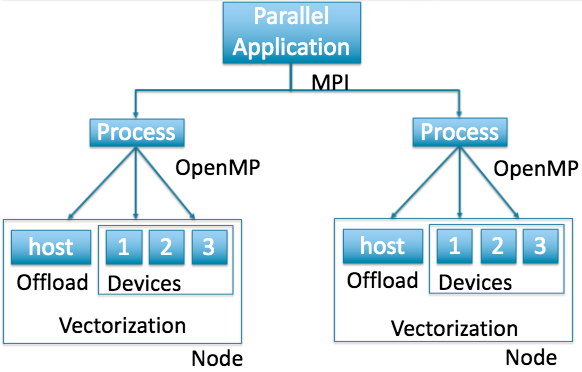 Parallel
Application
MPI
Process
Process
OpenMP
OpenMP
host
1
2
3
host
1
2
3
Offload
Devices
Offload
Devices
Vectorization
Vectorization
Node
Node